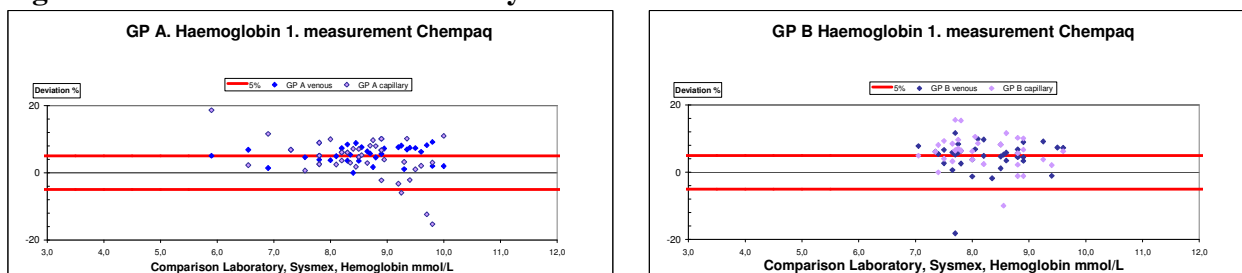 GP A. Haemoglobin 1. measurement Chempaq
Deviation %
5% GP A venous GP A capillary
20
0
-20
3,0 4,0 5,0 6,0 7,0 8,0 9,0 10,0 11,0 12,0
Comparison Laboratory, Sysmex, Hemoglobin mmol/L
GP B Haemoglobin 1. measurement Chempaq
Deviation %
5% GP B venous GP B capillary
20
0
-20
3,0 4,0 5,0 6,0 7,0 8,0 9,0 10,0 11,0 12,0
Comparison Laboratory, Sysmex, Hemoglobin mmol/L